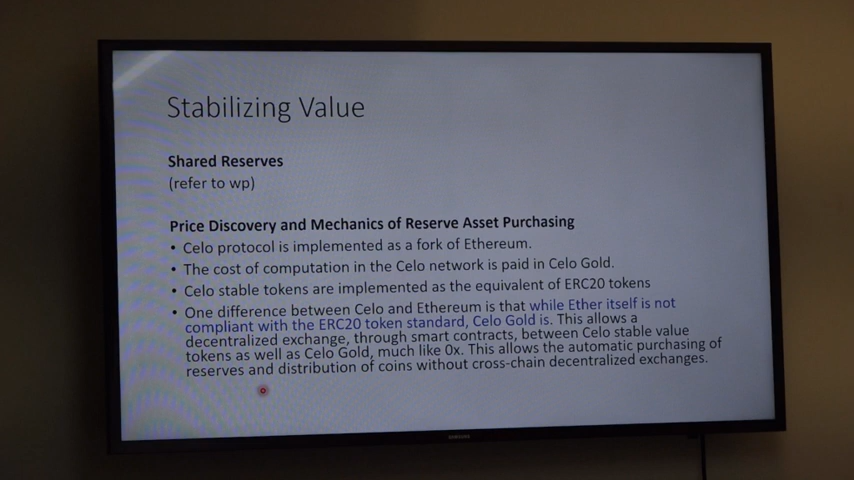 Stabilizing Value
Shared Reserves
(refer to wp)
Price Discovery and Mechanics of Reserve Asset Purchasing
• Celo protocol is implemented as a fork of Ethereum.
• The cost of computation in the Celo network is paid in Celo Gold.
• Celo stable tokens are implemented as the equivalent of ERC20 tokens
• One difference between Celo and Ethereum is that while Ether itself is not
compliant with the ERC20 token standard, Celo Gold is. This allows a
decentralized exchange, through smart contracts, between Celo stable value
tokens as well as Celo Gold, much like 0x. This allows the automatic purchasing of
reserves and distribution of coins without cross-chain decentralized exchanges.
SAMSUNG